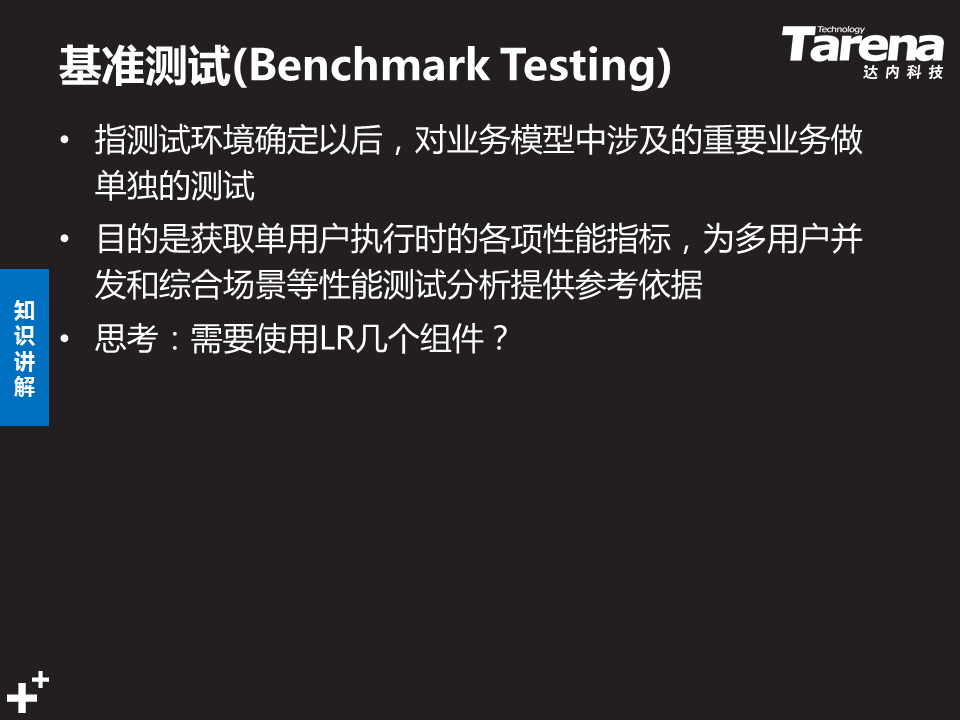 基准测试(Benchmark Testing)
Technology
Tarena
达内科技
• 指测试环境确定以后，对业务模型中涉及的重要业务做
单独的测试
• 目的是获取单用户执行时的各项性能指标，为多用户并
发和综合场景等性能测试分析提供参考依据
• 思考：需要使用LR几个组件？
知
识
讲
解